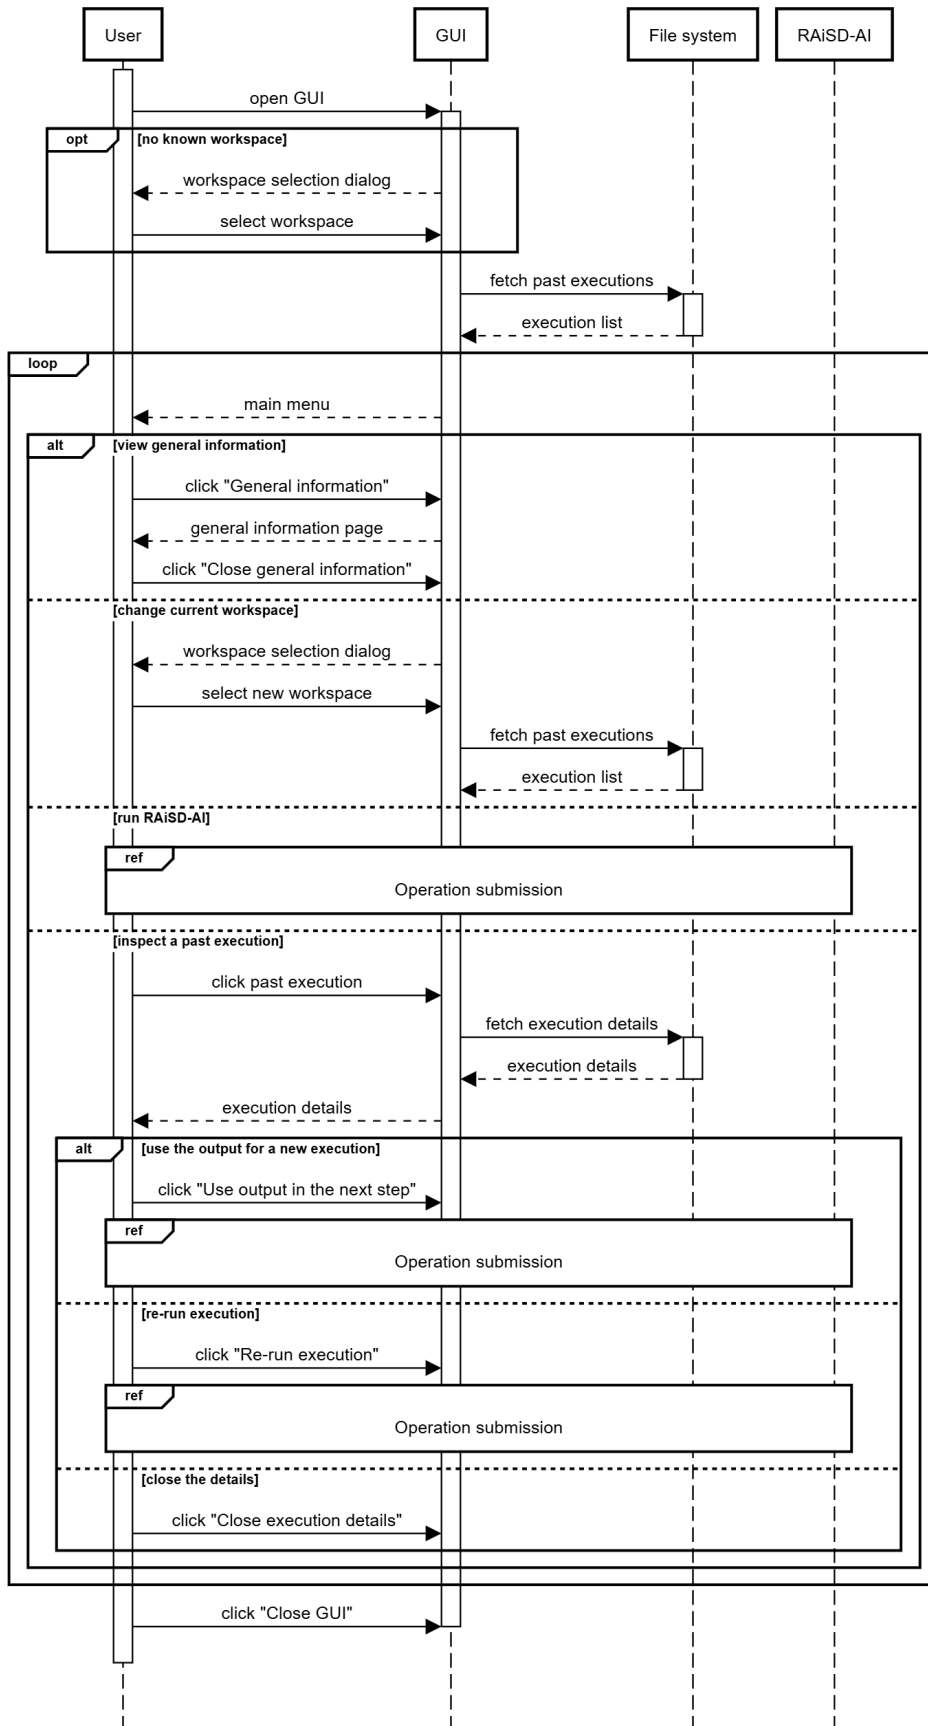 User
GUI
File system
RAiSD-AI
open GUI
opt
[no known workspace]
workspace selection dialog
select workspace
fetch past executions
execution list
loop
main menu
alt
[view general information]
click "General information"
general information page
click "Close general information"
[change current workspace]
workspace selection dialog
select new workspace
fetch past executions
execution list
[run RAiSD-AI]
ref
Operation submission
[inspect a past execution]
click past execution
fetch execution details
execution details
execution details
alt
[use the output for a new execution]
click "Use output in the next step"
ref
Operation submission
[re-run execution]
click "Re-run execution"
ref
Operation submission
[close the details]
click "Close execution details"
click "Close GUI"